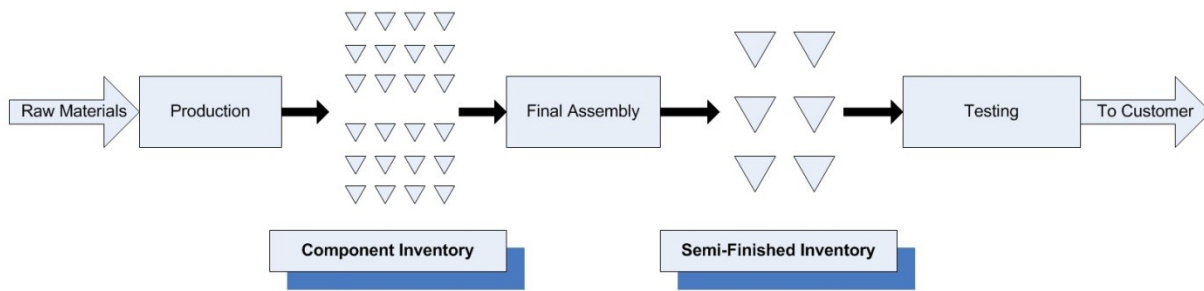 Raw Materials
Production
Final Assembly
Testing
To Customer
Component Inventory
Semi-Finished Inventory